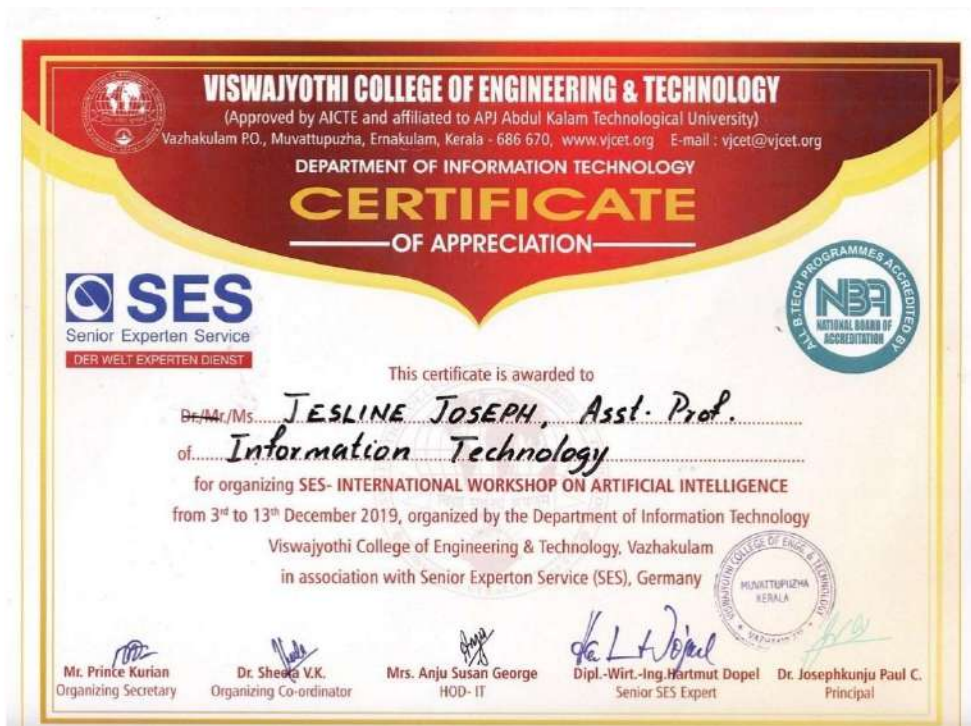 VISWAJYOTHI COLLEGE OF ENGINEERING & TECHNOLOGY
(Approved by AICTE and affiliated to APJ Abdul Kalam Technological University)
Vazhakulam P.O., Muvattupuzha, Ernakulam, Kerala - 686 670, www.vjcet.org E-mail : vjcet@vjcet.org
DEPARTMENT OF INFORMATION TECHNOLOGY
CERTIFICATE
OF APPRECIATION
SES
Senior Experten Service
DER WELT EXPERTEN DIENST
ALL B.TECH PROGRAMMES ACCREDITED BY
NBA
NATIONAL BOARD OF
ACCREDITATION
This certificate is awarded to
Dr./Mr/Ms. JESLINE JOSEPH, Asst. Prof.
of Information Technology
for organizing SES- INTERNATIONAL WORKSHOP ON ARTIFICIAL INTELLIGENCE
from 3rd to 13th December 2019, organized by the Department of Information Technology
Viswajyothi College of Engineering & Technology, Vazhakulam
in association with Senior Experton Service (SES), Germany
VISWAJYOTHI COLLEGE OF ENGG. & TECHNOLOGY
MUVATTUPUZHA
KERALA
VAZHAKULAM
Mr. Prince Kurian
Organizing Secretary
Dr. Sheeka V.K.
Organizing Co-ordinator
Mrs. Anju Susan George
HOD- IT
Dipl.-Wirt.-Ing.Hartmut Dopel
Senior SES Expert
Dr. Josephkunju Paul C.
Principal